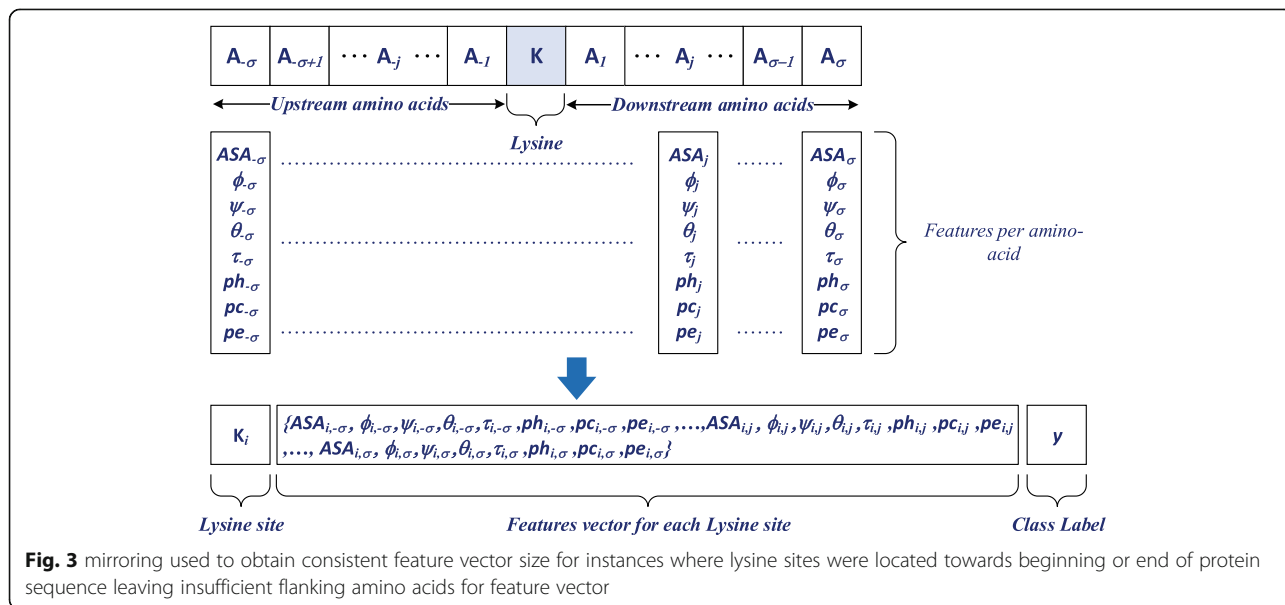 A-σ A-σ+1 ··· A-j ··· A-1 K A1 ··· Aj ··· Aσ−1 Aσ
Upstream amino acids Downstream amino acids
Lysine
ASA-σ ........ ASAj ....... ASAσ
ϕ-σ ϕj ϕσ
ψ-σ ψj ψσ
θ-σ ........ θj ....... θσ
τ-σ τj τσ
ph-σ phj phσ
pc-σ pcj pcσ
pe-σ ........ pej ....... peσ
Features per amino-
acid
Ki
{ASAi,-σ, ϕi,-σ,ψi,-σ,θi,-σ,τi,-σ ,phi,-σ ,pci,-σ,pei,-σ ,...,ASAi,j , ϕi,j,ψi,j,θi,j,τi,j ,phi,j ,pci,j ,pei,j
,..., ASAi,σ, ϕi,σ,ψi,σ,θi,σ,τi,σ ,phi,σ ,pci,σ,pei,σ}
y
Lysine site Features vector for each Lysine site Class Label
Fig. 3 mirroring used to obtain consistent feature vector size for instances where lysine sites were located towards beginning or end of protein
sequence leaving insufficient flanking amino acids for feature vector